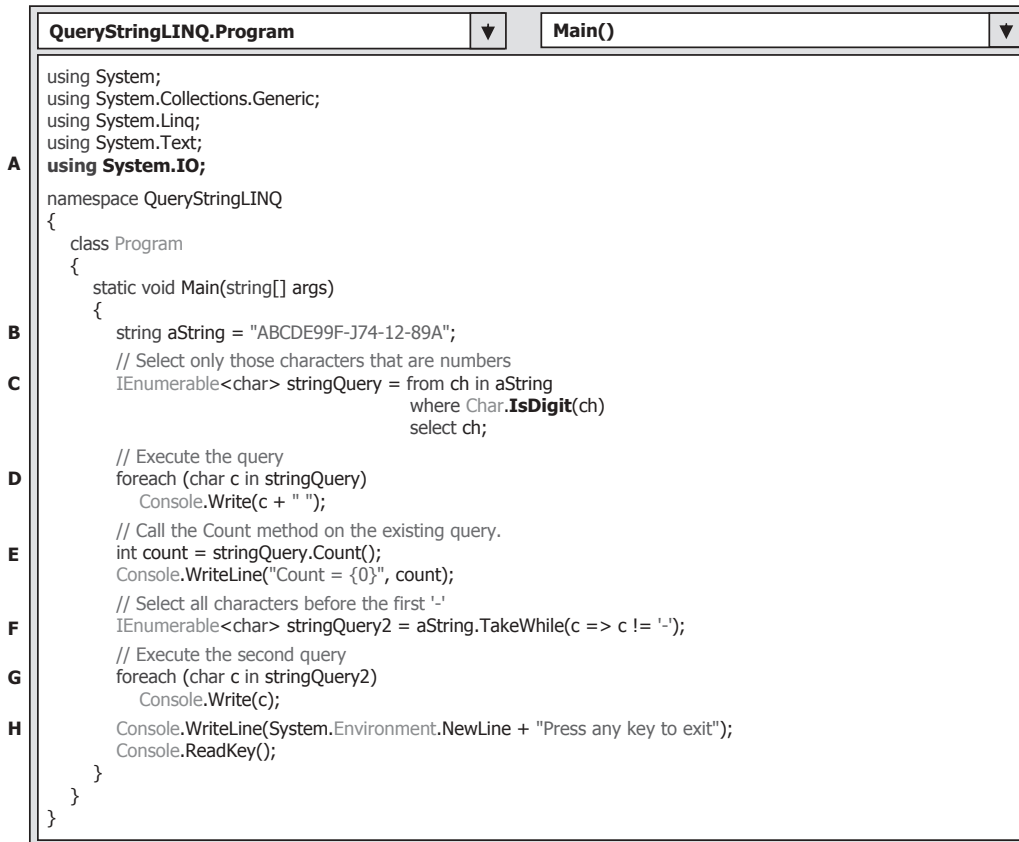 QueryStringLINQ.Program Main()
using System;
using System.Collections.Generic;
using System.Linq;
using System.Text;
A using System.IO;
namespace QueryStringLINQ
{
class Program
{
static void Main(string[] args)
{
B string aString = "ABCDE99F-J74-12-89A";
// Select only those characters that are numbers
C IEnumerable<char> stringQuery = from ch in aString
where Char.IsDigit(ch)
select ch;
// Execute the query
D foreach (char c in stringQuery)
Console.Write(c + " ");
// Call the Count method on the existing query.
E int count = stringQuery.Count();
Console.WriteLine("Count = {0}", count);
// Select all characters before the first '-'
F IEnumerable<char> stringQuery2 = aString.TakeWhile(c => c != '-');
// Execute the second query
G foreach (char c in stringQuery2)
Console.Write(c);
H Console.WriteLine(System.Environment.NewLine + "Press any key to exit");
Console.ReadKey();
}
}
}